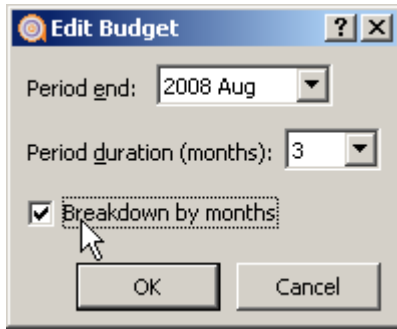 Edit Budget
Period end: 2008 Aug
Period duration (months): 3
Breakdown by months
OK Cancel